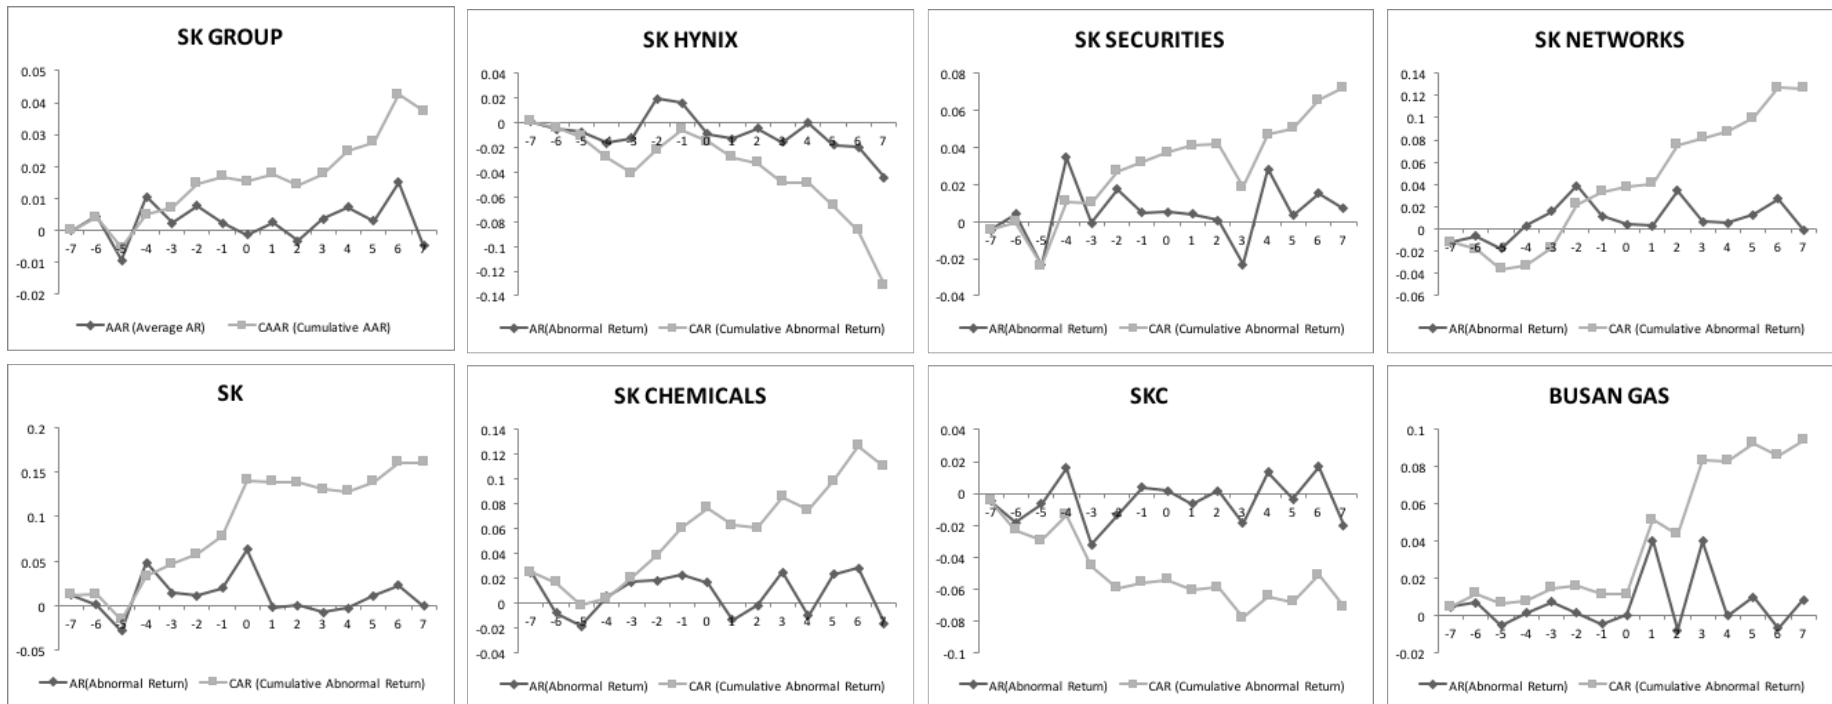 SK GROUP
0.05
0.04
0.03
0.02
0.01
0
-0.01
-0.02
-7 -6 -5 -4 -3 -2 -1 0 1 2 3 4 5 6 7
AAR (Average AR) CAAR (Cumulative AAR)
SK HYNIX
0.04
0.02
0
-0.02
-0.04
-0.06
-0.08
-0.1
-0.12
-0.14
-7 -6 -5 -4 -3 -2 -1 0 1 2 3 4 5 6 7
AR(Abnormal Return) CAR (Cumulative Abnormal Return)
SK SECURITIES
0.08
0.06
0.04
0.02
0
-0.02
-0.04
-7 -6 -5 -4 -3 -2 -1 0 1 2 3 4 5 6 7
AR(Abnormal Return) CAR (Cumulative Abnormal Return)
SK NETWORKS
0.14
0.12
0.1
0.08
0.06
0.04
0.02
0
-0.02
-0.04
-0.06
-7 -6 -5 -4 -3 -2 -1 0 1 2 3 4 5 6 7
AR(Abnormal Return) CAR (Cumulative Abnormal Return)
SK
0.2
0.15
0.1
0.05
0
-0.05
-7 -6 -5 -4 -3 -2 -1 0 1 2 3 4 5 6 7
AR(Abnormal Return) CAR (Cumulative Abnormal Return)
SK CHEMICALS
0.14
0.12
0.1
0.08
0.06
0.04
0.02
0
-0.02
-0.04
-7 -6 -5 -4 -3 -2 -1 0 1 2 3 4 5 6 7
AR(Abnormal Return) CAR (Cumulative Abnormal Return)
SKC
0.04
0.02
0
-0.02
-0.04
-0.06
-0.08
-0.1
-7 -6 -5 -4 -3 -2 -1 0 1 2 3 4 5 6 7
AR(Abnormal Return) CAR (Cumulative Abnormal Return)
BUSAN GAS
0.1
0.08
0.06
0.04
0.02
0
-0.02
-7 -6 -5 -4 -3 -2 -1 0 1 2 3 4 5 6 7
AR(Abnormal Return) CAR (Cumulative Abnormal Return)